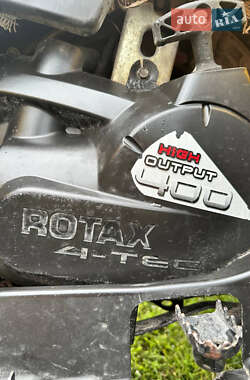 AUTO RIA
HIGH
OUTPUT
400
ROTAX
4-TEC